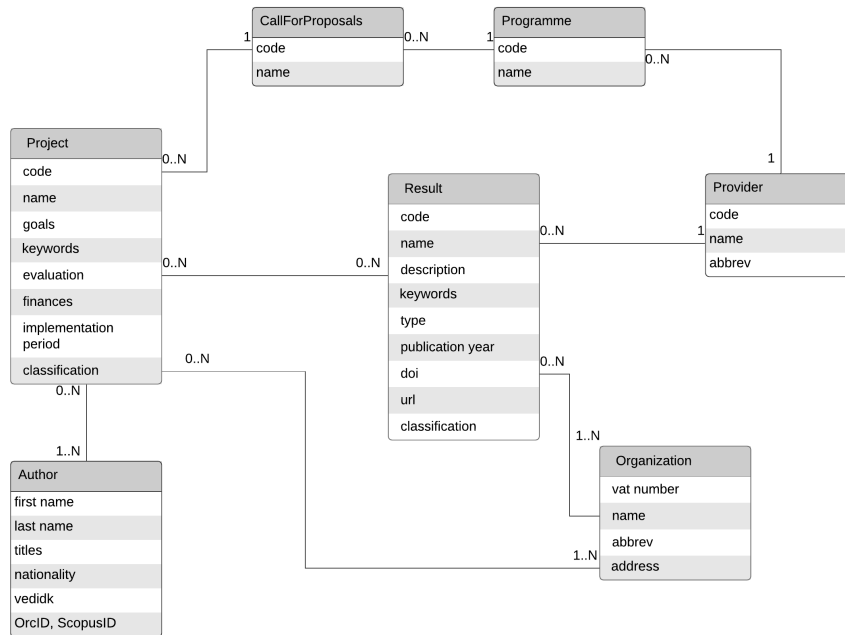 CallForProposals
1
code
0..N
name
Programme
1
code
0..N
name
Project
0..N
code
name
goals
keywords
evaluation
0..N
finances
implementation
period
classification
0..N
0..N
Result
code
name
0..N
description
0..N
keywords
type
publication year
doi
0..N
url
classification
1
Provider
code
1
name
abbrev
1..N
Organization
vat number
name
abbrev
1..N
address
1..N
Author
first name
last name
titles
nationality
vedidk
OrcID, ScopusID